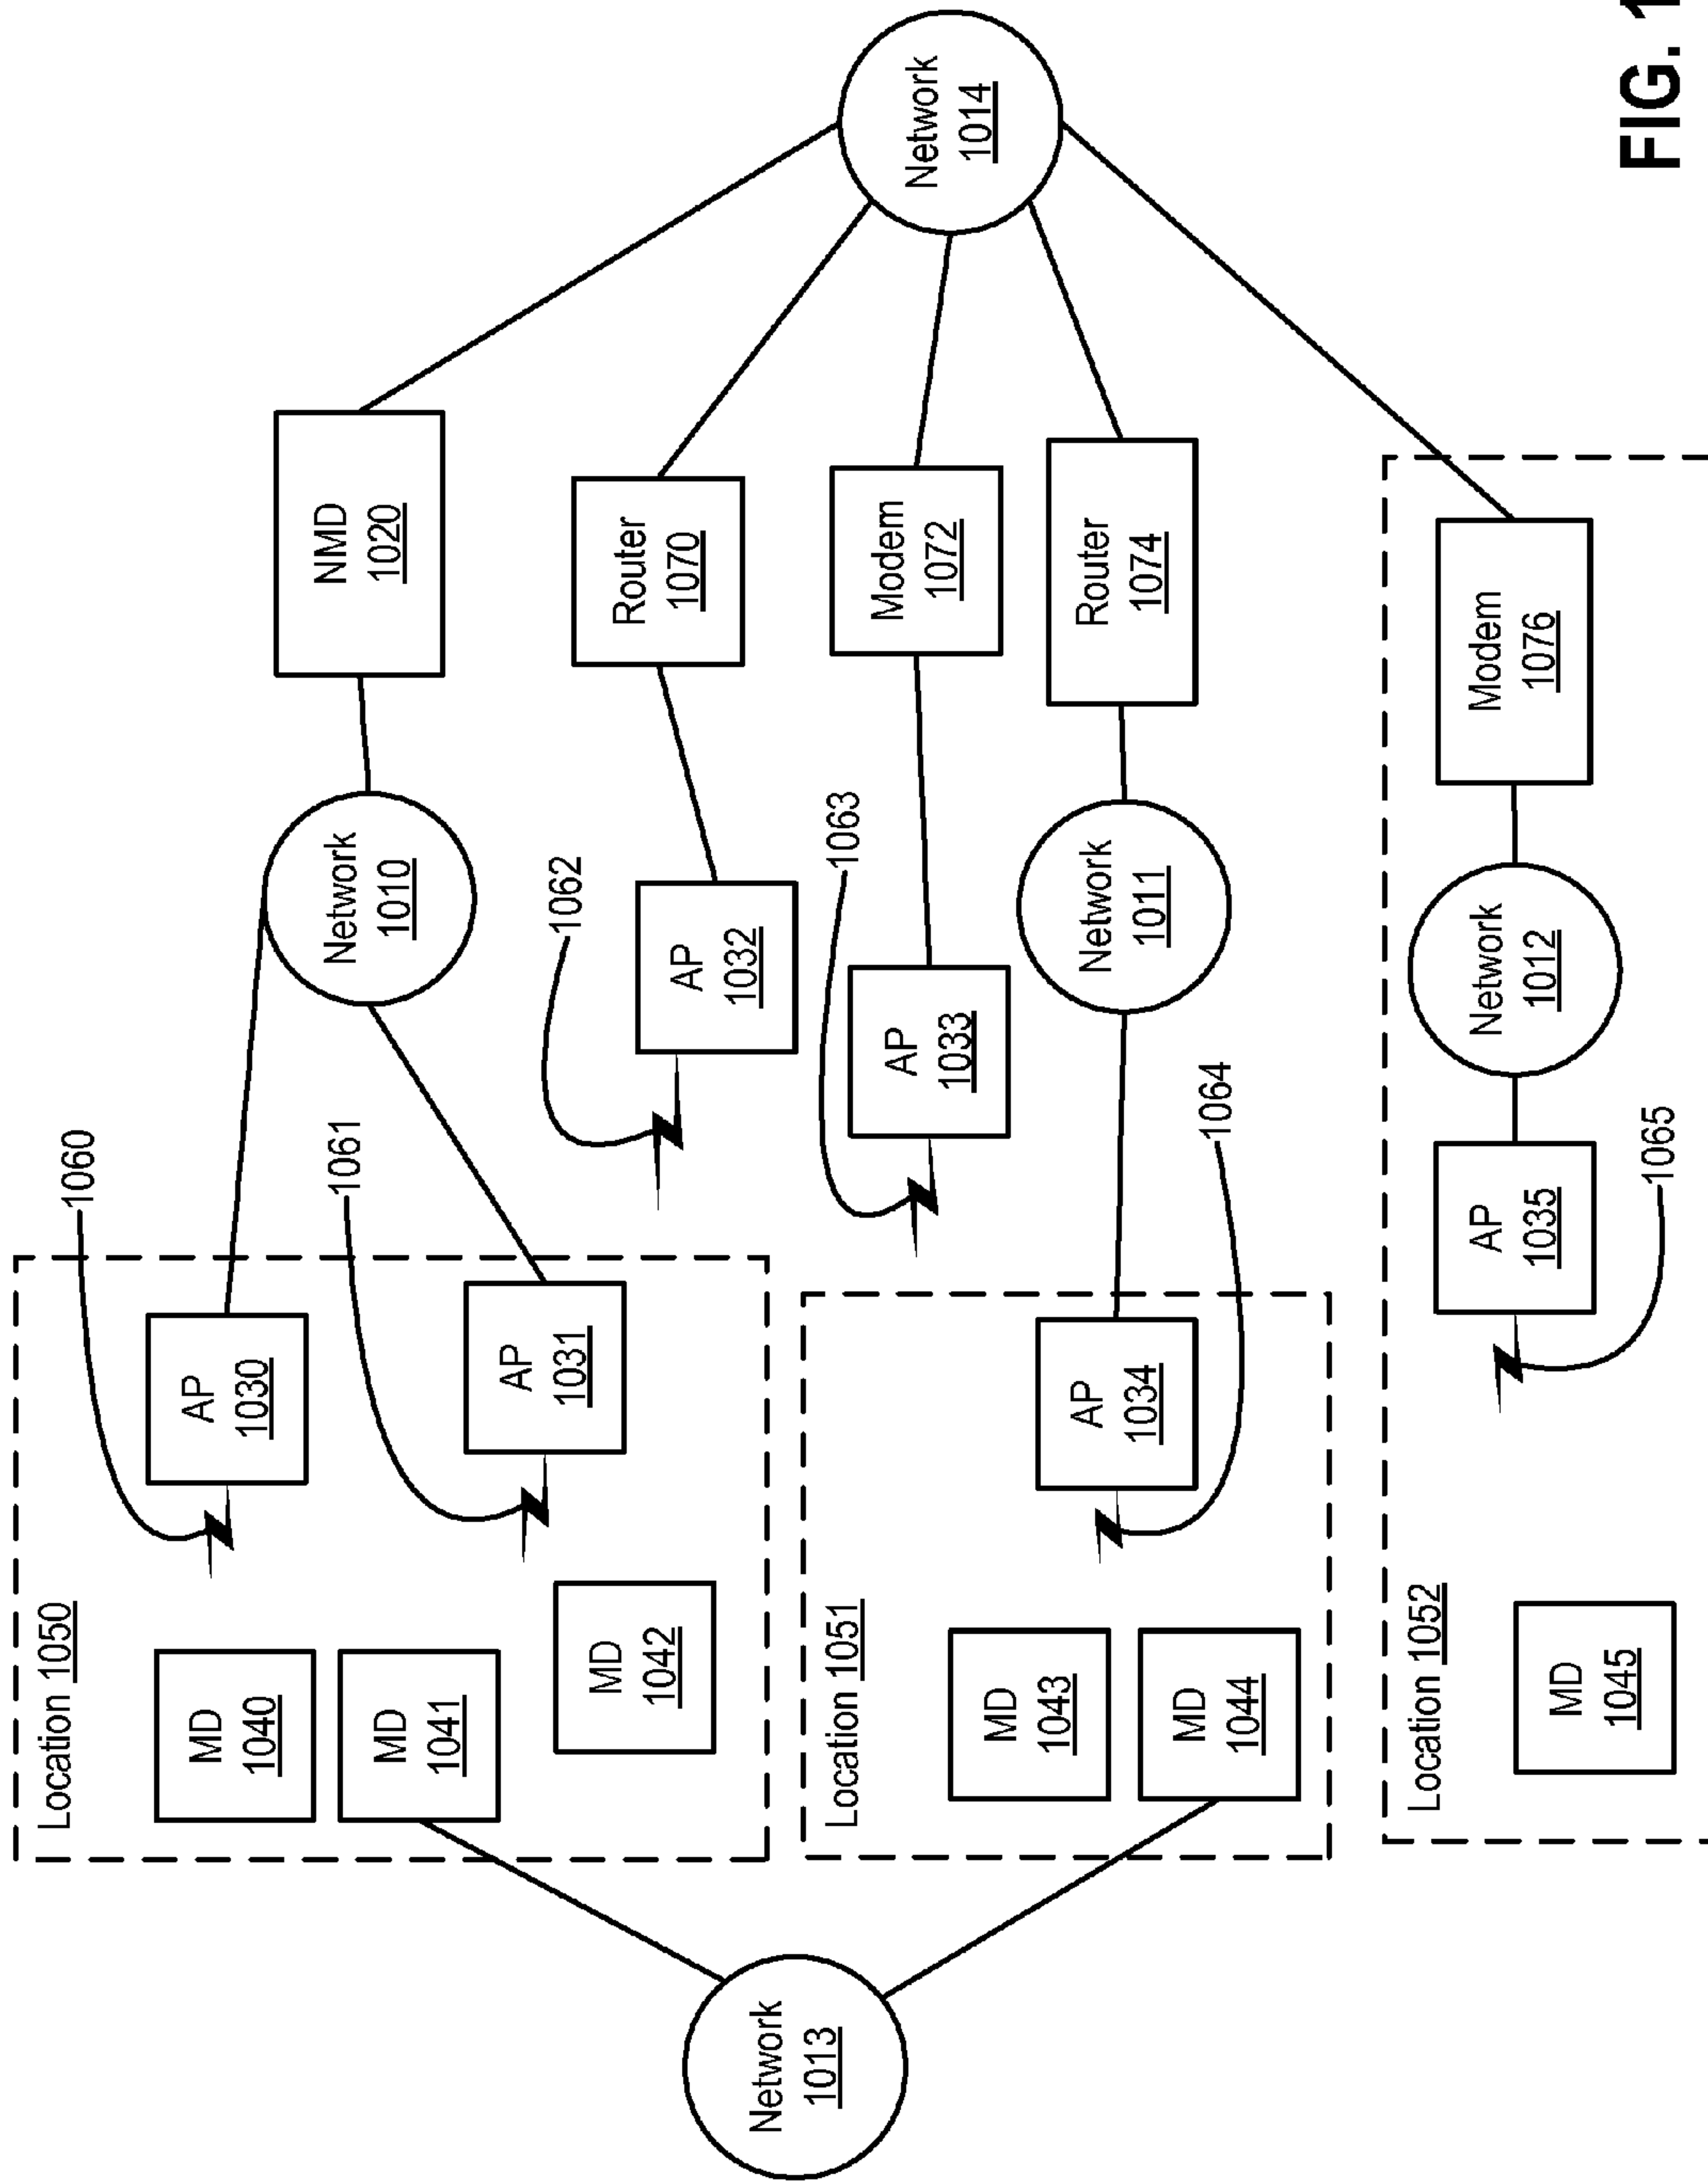 Location 1050
MD
1040
MD
1041
MD
1042
AP
1030
AP
1031
1060
1061
Network
1010
NMD
1020
Network
1013
Location 1051
MD
1043
MD
1044
AP
1034
1064
1062
AP
1032
Router
1070
1063
AP
1033
Modem
1072
Network
1011
Router
1074
Network
1014
Location 1052
MD
1045
AP
1035
1065
Network
1012
Modem
1076
FIG. 1